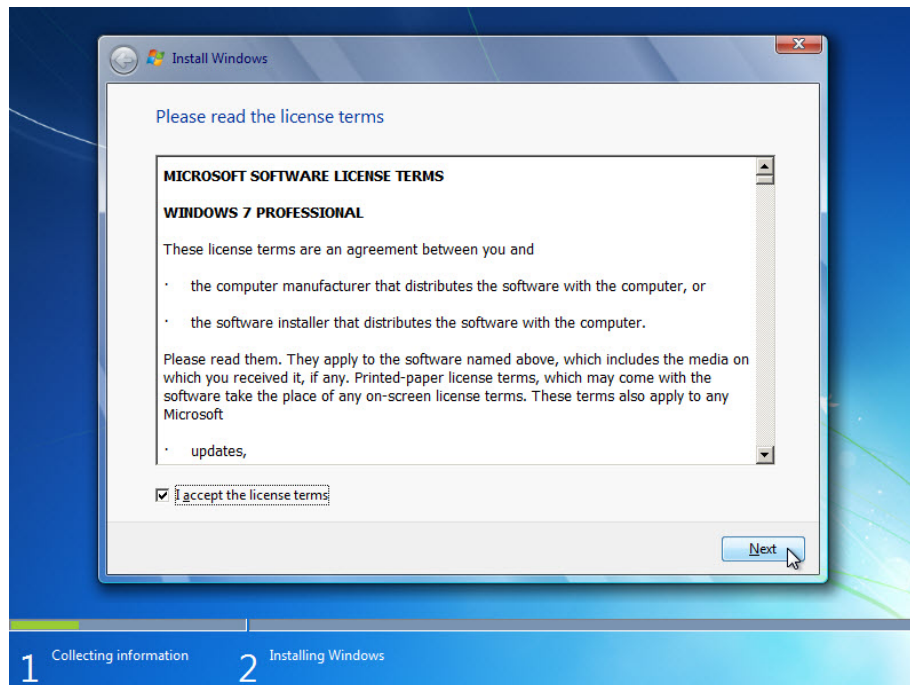 Install Windows
Please read the license terms
MICROSOFT SOFTWARE LICENSE TERMS
WINDOWS 7 PROFESSIONAL
These license terms are an agreement between you and
· the computer manufacturer that distributes the software with the computer, or
· the software installer that distributes the software with the computer.
Please read them. They apply to the software named above, which includes the media on
which you received it, if any. Printed-paper license terms, which may come with the
software take the place of any on-screen license terms. These terms also apply to any
Microsoft
· updates,
I accept the license terms
Next
1 Collecting information 2 Installing Windows